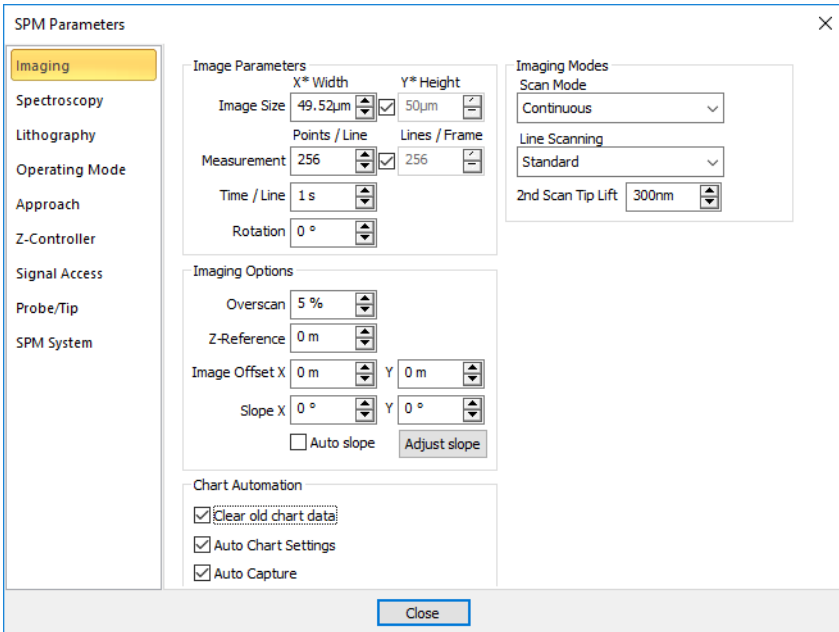 SPM Parameters
Imaging
Spectroscopy
Lithography
Operating Mode
Approach
Z-Controller
Signal Access
Probe/Tip
SPM System
Image Parameters
X* Width Y* Height
Image Size 49.52µm 50µm
Points / Line Lines / Frame
Measurement 256 256
Time / Line 1 s
Rotation 0 °
Imaging Options
Overscan 5 %
Z-Reference 0 m
Image Offset X 0 m Y 0 m
Slope X 0 ° Y 0 °
Auto slope Adjust slope
Chart Automation
Clear old chart data
Auto Chart Settings
Auto Capture
Imaging Modes
Scan Mode
Continuous
Line Scanning
Standard
2nd Scan Tip Lift 300nm
Close